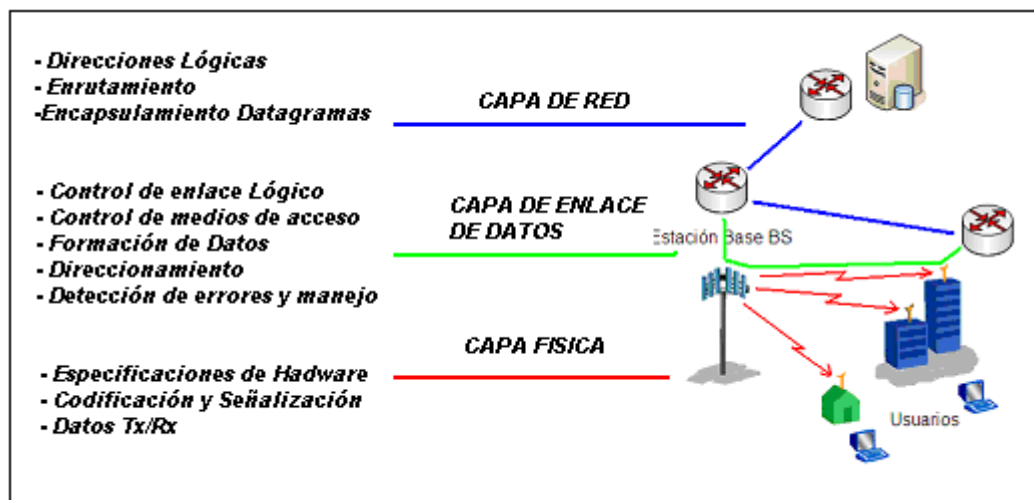 - Direcciones Lógicas
- Enrutamiento
-Encapsulamiento Datagramas
CAPA DE RED
- Control de enlace Lógico
- Control de medios de acceso
- Formación de Datos
- Direccionamiento
- Detección de errores y manejo
CAPA DE ENLACE
DE DATOS
Estación Base BS
CAPA FISICA
- Especificaciones de Hadware
- Codificación y Señalización
- Datos Tx/Rx
Usuarios